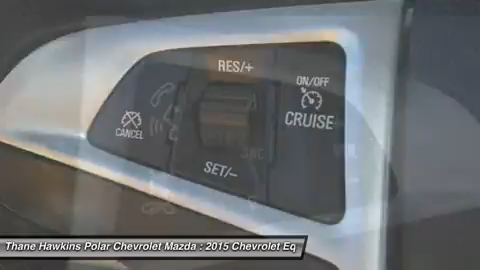 RES/+
ON/OFF
CRUISE
CANCEL
SET/–
Thane Hawkins Polar Chevrolet Mazda : 2015 Chevrolet Eq